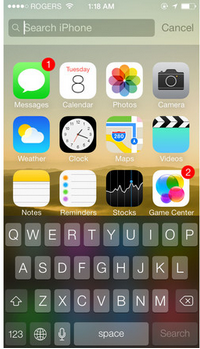 ROGERS 1:18 AM
Search iPhone Cancel
1
Tuesday
8
280
Messages Calendar Photos Camera
Weather Clock Maps Videos
2
Notes Reminders Stocks Game Center
Q W E R T Y U I O P
A S D F G H J K L
Z X C V B N M
123 space Search